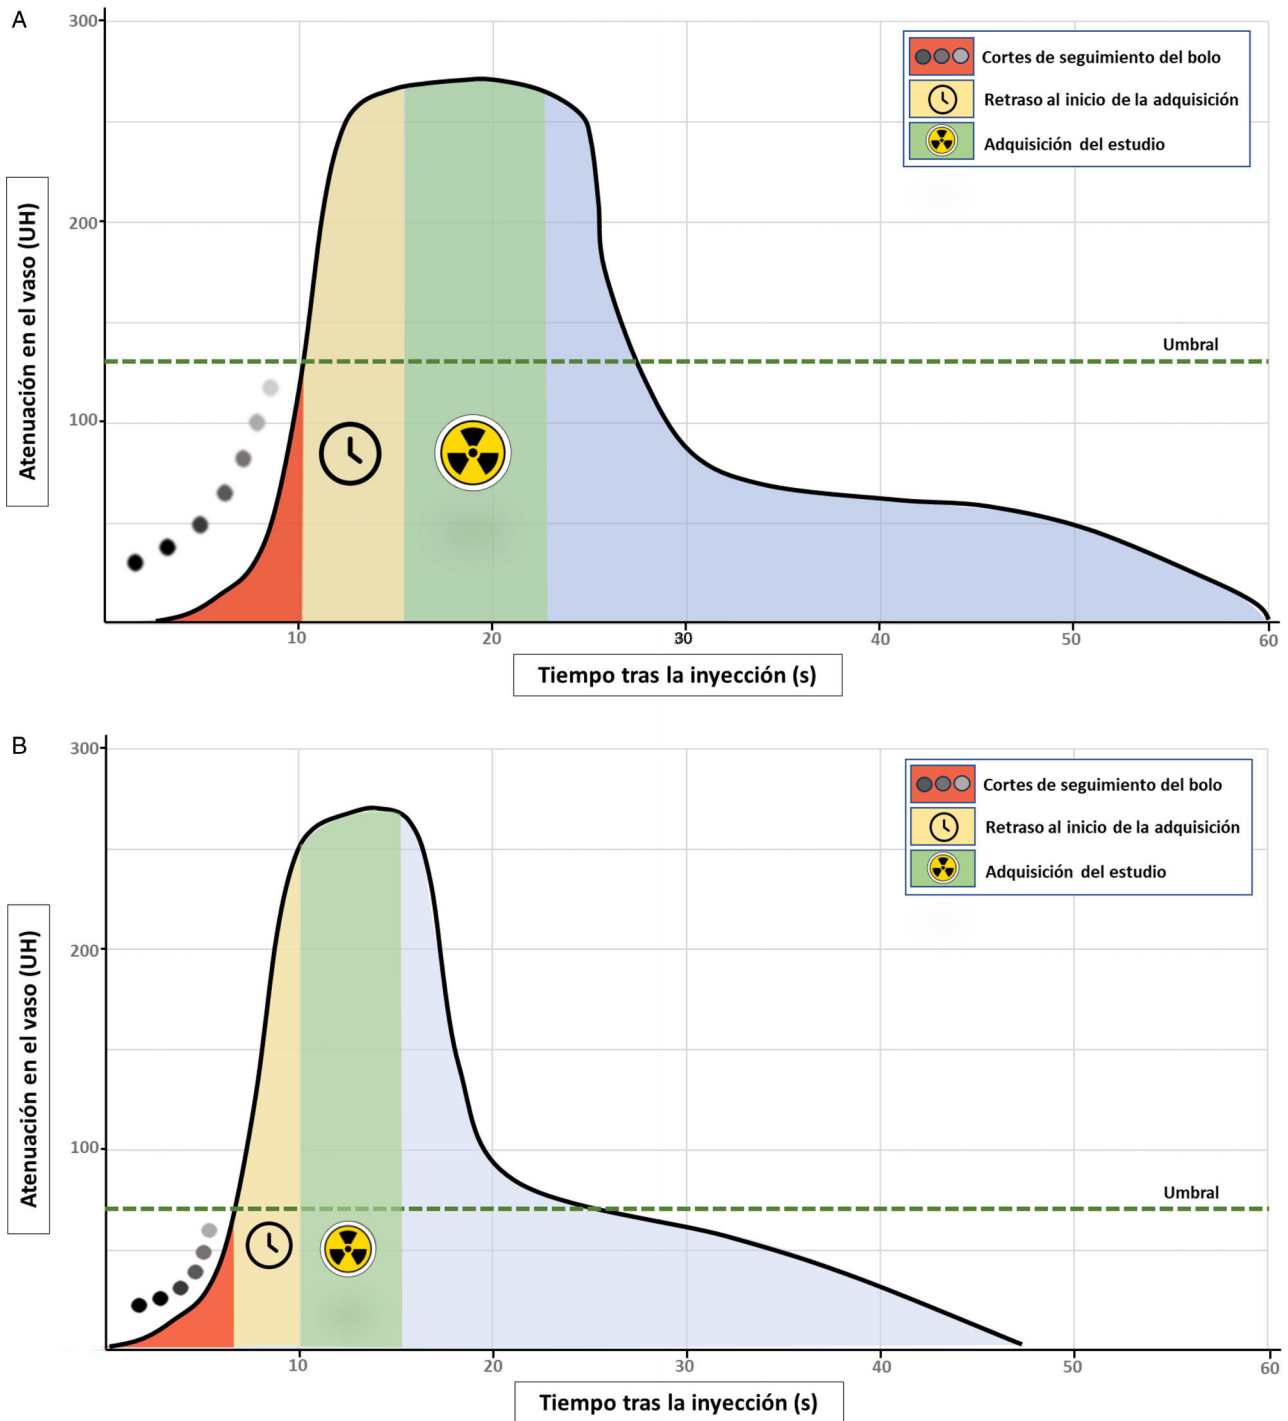 A
300
200
100
Atenuación en el vaso (UH)
Cortes de seguimiento del bolo
Retraso al inicio de la adquisición
Adquisición del estudio
Umbral
10 20 30 40 50 60
Tiempo tras la inyección (s)
B
300
200
100
Atenuación en el vaso (UH)
Cortes de seguimiento del bolo
Retraso al inicio de la adquisición
Adquisición del estudio
Umbral
10 20 30 40 50 60
Tiempo tras la inyección (s)